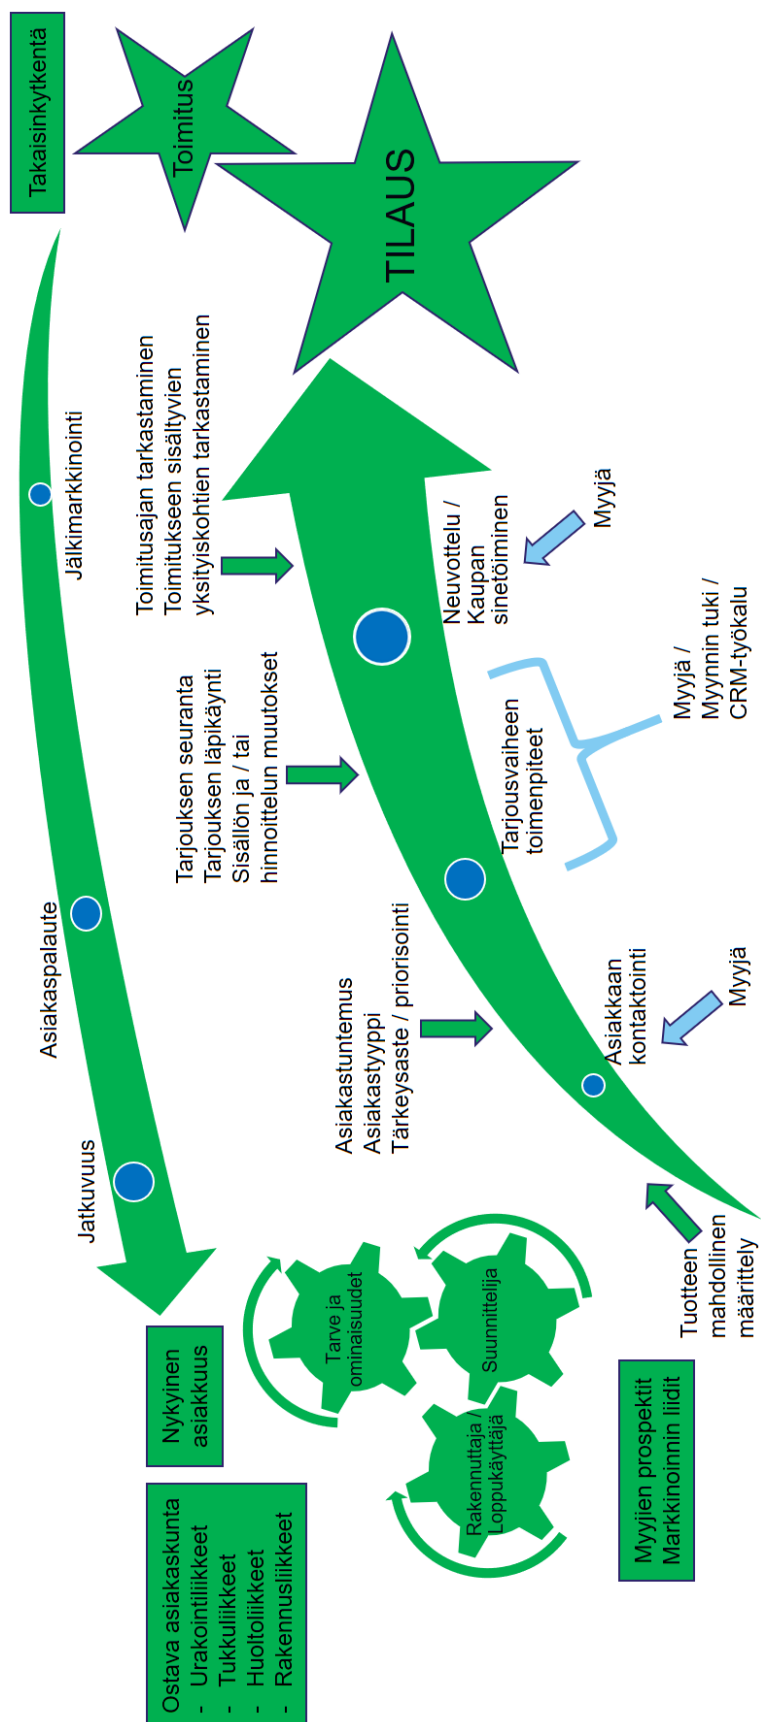 Ostava asiakaskunta
- Urakointiliikkeet
- Tukkuliikkeet
- Huoltoliikkeet
- Rakennusliikkeet
Nykyinen
asiakkuus
Jatkuvuus
Asiakaspalaute
Jälkimarkkinointi
Takaisinkytkentä
Toimitus
TILAUS
Toimitusajan tarkastaminen
Toimitukseen sisältyvien
yksityiskohtien tarkastaminen
Tarjouksen seuranta
Tarjouksen läpikäynti
Sisällön ja / tai
hinnoittelun muutokset
Asiakastuntemus
Asiakastyyppi
Tärkeysaste / priorisointi
Tarve ja
ominaisuudet
Suunnittelija
Rakennuttaja /
Loppukäyttäjä
Neuvottelu /
Kaupan
sinetöiminen
Myyjä
Tarjousvaiheen
toimenpiteet
Myyjä /
Myynnin tuki /
CRM-työkalu
Asiakkaan
kontaktointi
Myyjä
Tuotteen
mahdollinen
määrittely
Myyjien prospektit
Markkinoinnin liidit